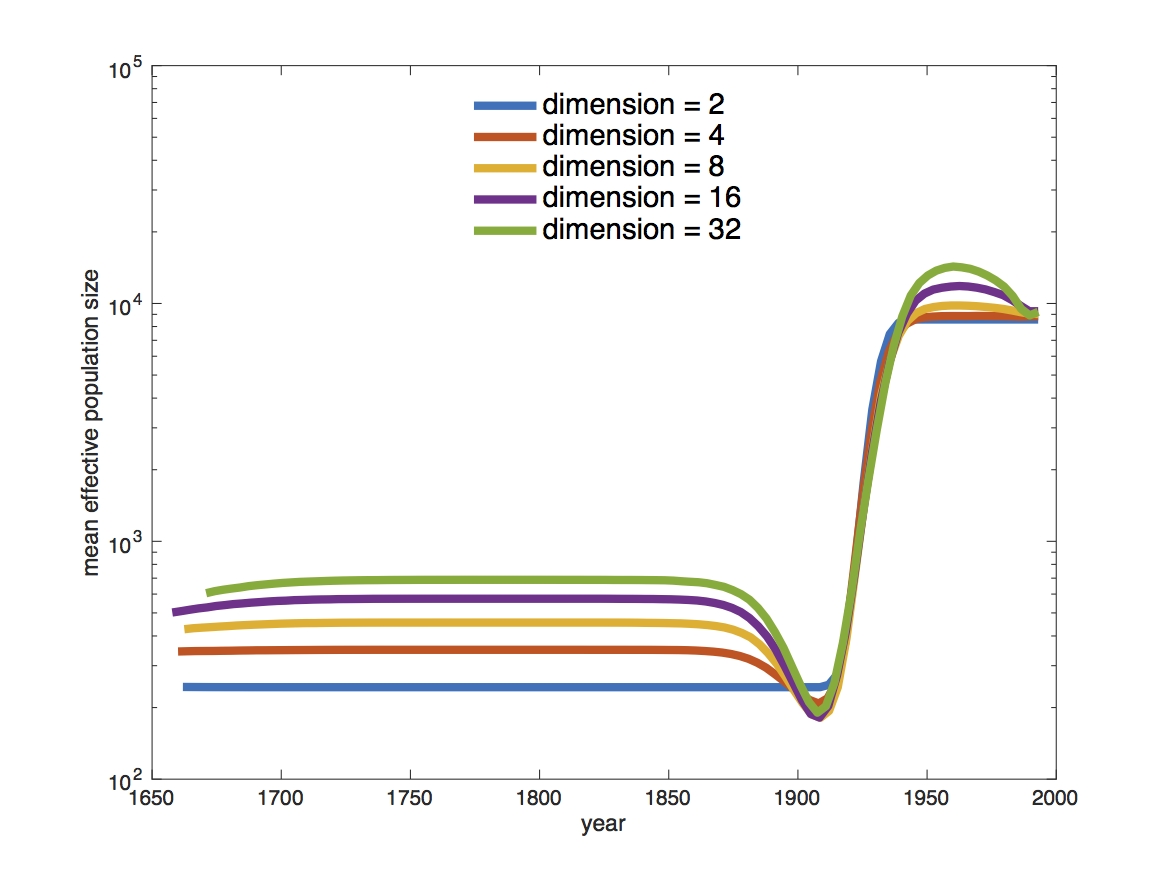 10^5
dimension = 2
dimension = 4
dimension = 8
dimension = 16
dimension = 32
10^4
mean effective population size
10^3
10^2
1650 1700 1750 1800 1850 1900 1950 2000
year